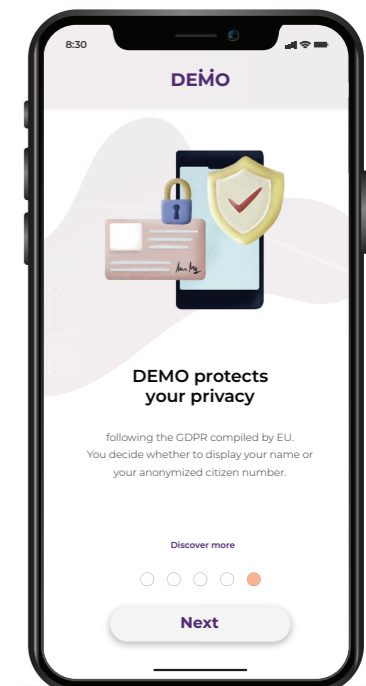 8:30
DEMO
DEMO protects
your privacy
following the GDPR compiled by EU.
You decide whether to display your name or
your anonymized citizen number.
Discover more
Next